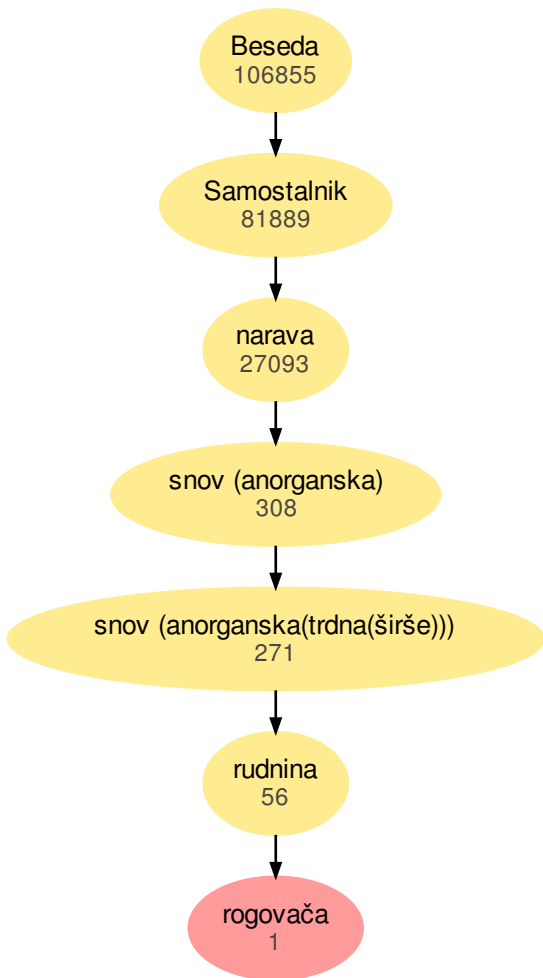 Beseda
106855
Samostalnik
81889
narava
27093
snov (anorganska)
308
snov (anorganska(trdna(širše)))
271
rudnina
56
rogovača
1